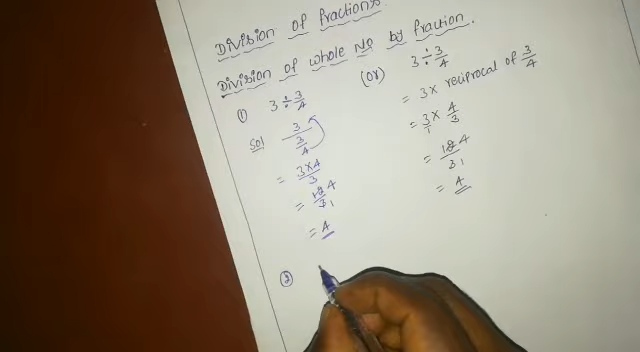 Division of fractions.
Division of whole No by fraction.
(1) 3 ÷ 3/4
Sol 3/(3/4)
= 3×4/3
= 12/3 4/1
= 4
(or)
3 ÷ 3/4
= 3 × reciprocal of 3/4
= 3/1 × 4/3
= 12/3 4/1
= 4
(2)